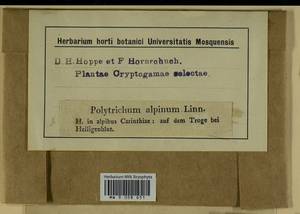 Herbarium horti botanici Universitatis Mosquensis
D. H. Hoppe et F. Hornschuch.
Plantae Cryptogamae selectae.
Polytrichum alpinum Linn.
H. in alpibus Carinthiae: auf dem Troge bei
Heiligenblut.
Herbarium MW, Bryophyta